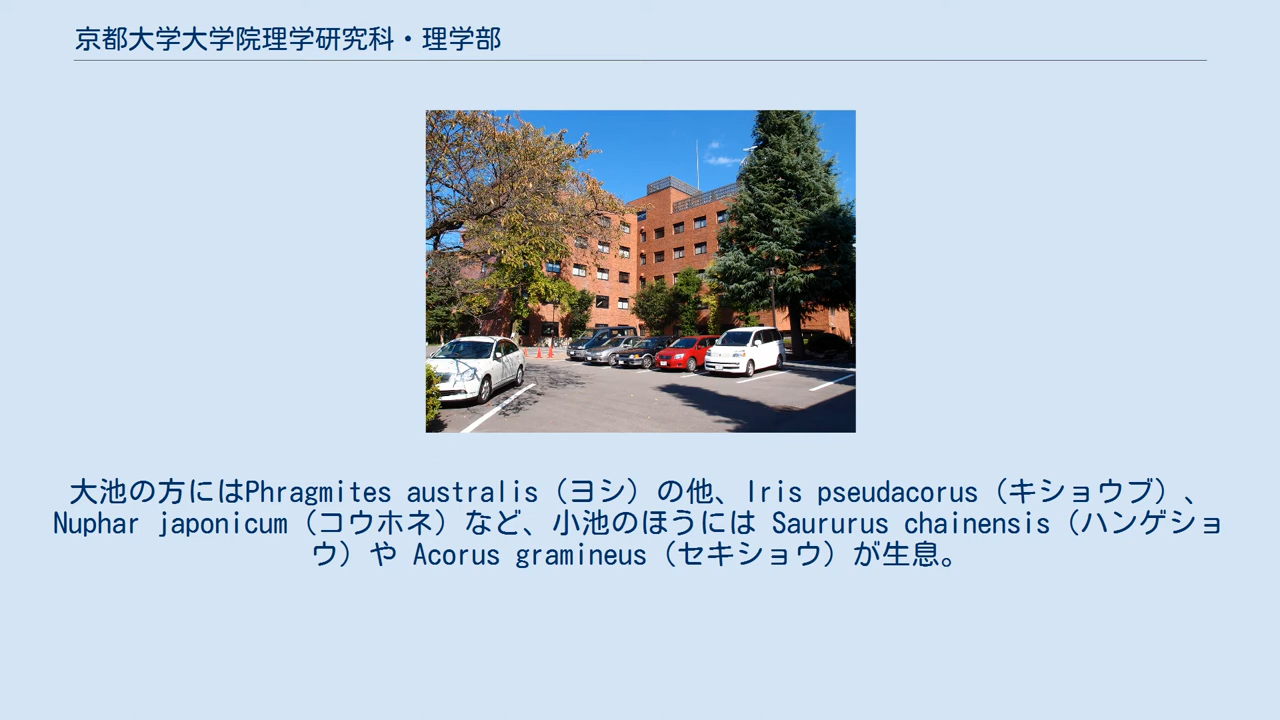 京都大学大学院理学研究科・理学部
大池の方にはPhragmites australis（ヨシ）の他、Iris pseudacorus（キショウブ）、
Nuphar japonicum（コウホネ）など、小池のほうには Saururus chainensis（ハンゲショ
ウ）や Acorus gramineus（セキショウ）が生息。